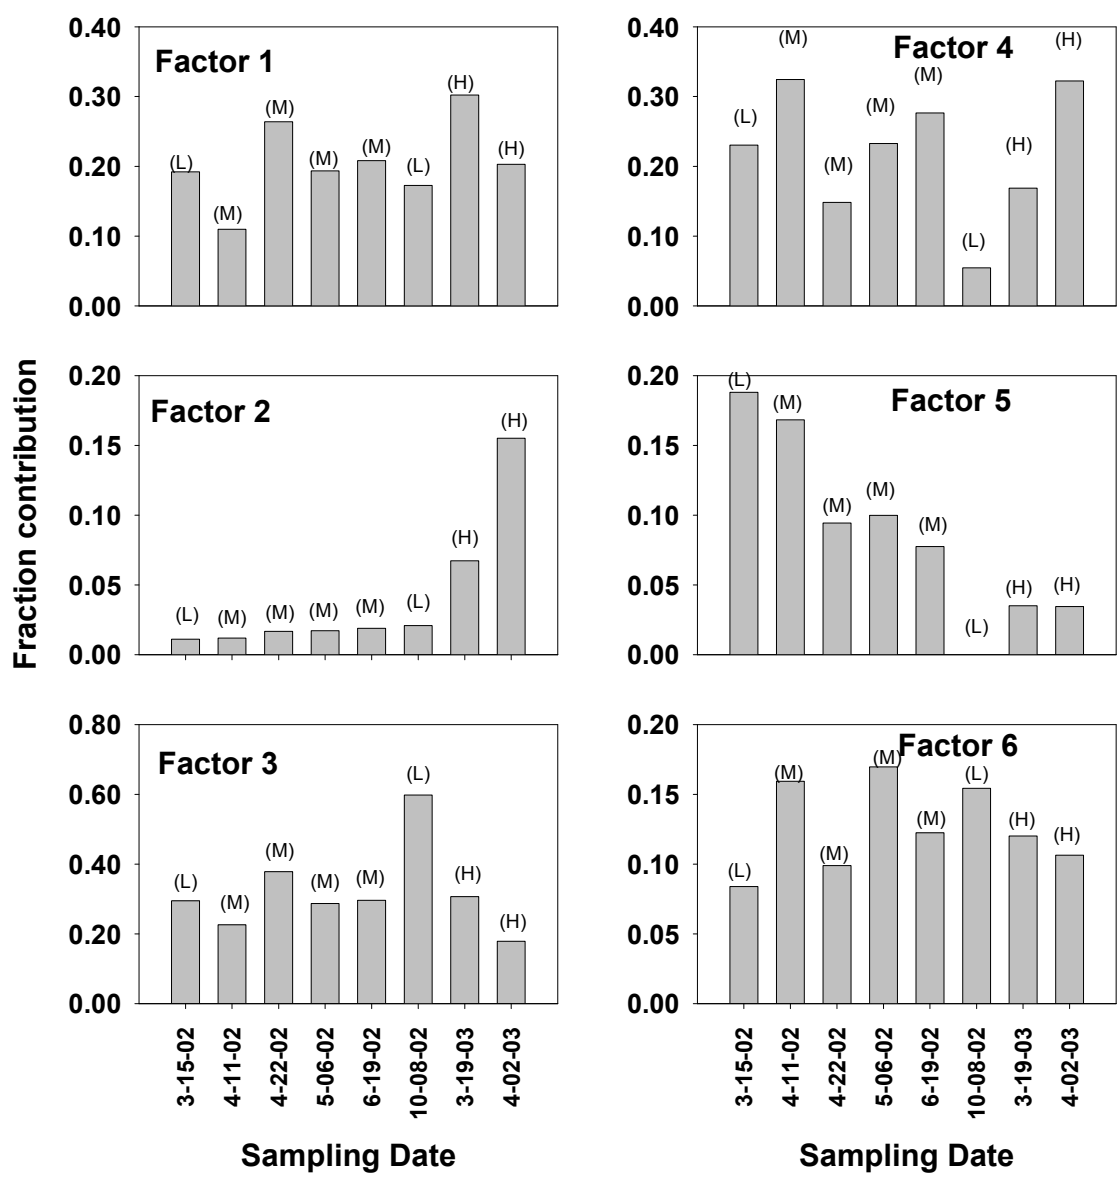 Fraction contribution
Factor 1
0.40
0.30
0.20
0.10
0.00
(L)
(M)
(M)
(M)
(M)
(L)
(H)
(H)
Factor 4
0.40
0.30
0.20
0.10
0.00
(L)
(M)
(M)
(M)
(M)
(L)
(H)
(H)
Factor 2
0.20
0.15
0.10
0.05
0.00
(L)
(M)
(M)
(M)
(M)
(L)
(H)
(H)
Factor 5
0.20
0.15
0.10
0.05
0.00
(L)
(M)
(M)
(M)
(M)
(L)
(H)
(H)
Factor 3
0.80
0.60
0.40
0.20
0.00
(L)
(M)
(M)
(M)
(M)
(L)
(H)
(H)
3-15-02
4-11-02
4-22-02
5-06-02
6-19-02
10-08-02
3-19-03
4-02-03
Sampling Date
Factor 6
0.20
0.15
0.10
0.05
0.00
(L)
(M)
(M)
(M)
(M)
(L)
(H)
(H)
3-15-02
4-11-02
4-22-02
5-06-02
6-19-02
10-08-02
3-19-03
4-02-03
Sampling Date